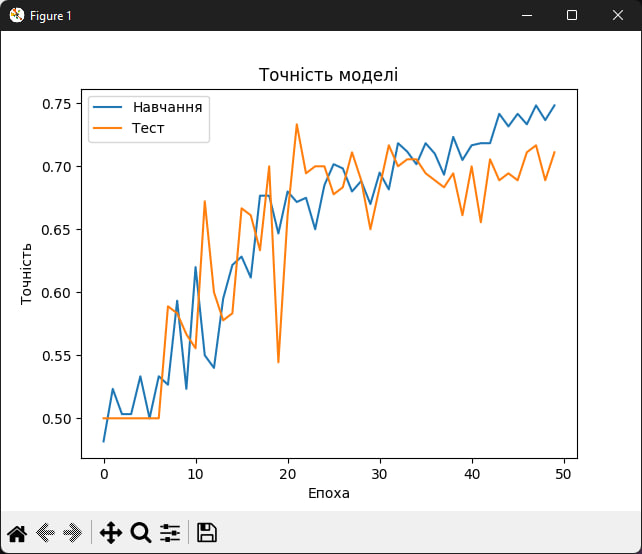 Figure 1
Точність моделі
Навчання
Тест
0.75
0.70
0.65
0.60
0.55
0.50
Точність
0 10 20 30 40 50
Епоха